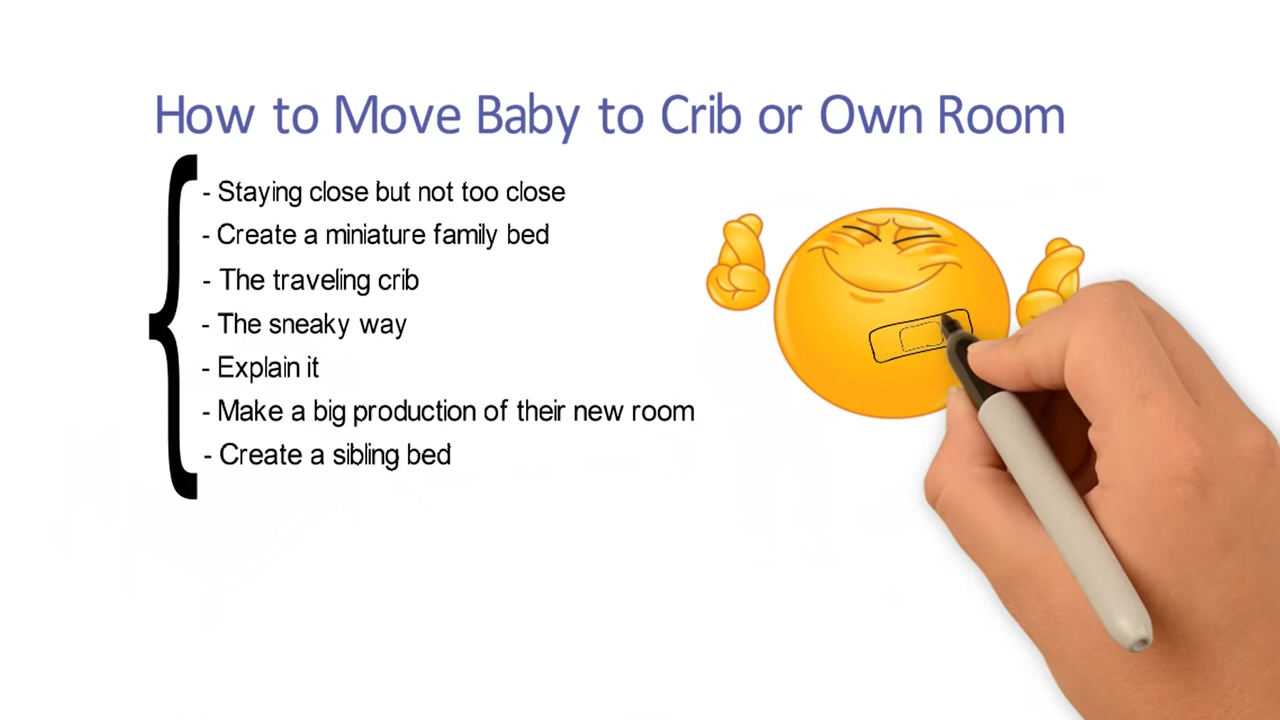 How to Move Baby to Crib or Own Room
- Staying close but not too close
- Create a miniature family bed
- The traveling crib
- The sneaky way
- Explain it
- Make a big production of their new room
- Create a sibling bed